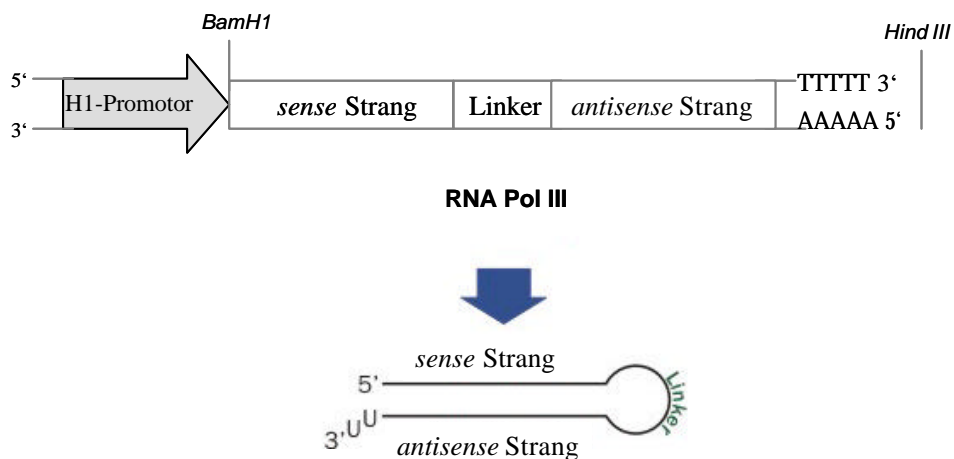 BamH1
Hind III
5‘ TTTTT 3‘
H1-Promotor sense Strang Linker antisense Strang
3‘ AAAAA 5‘
RNA Pol III
sense Strang
5’
Linker
3’UU
antisense Strang